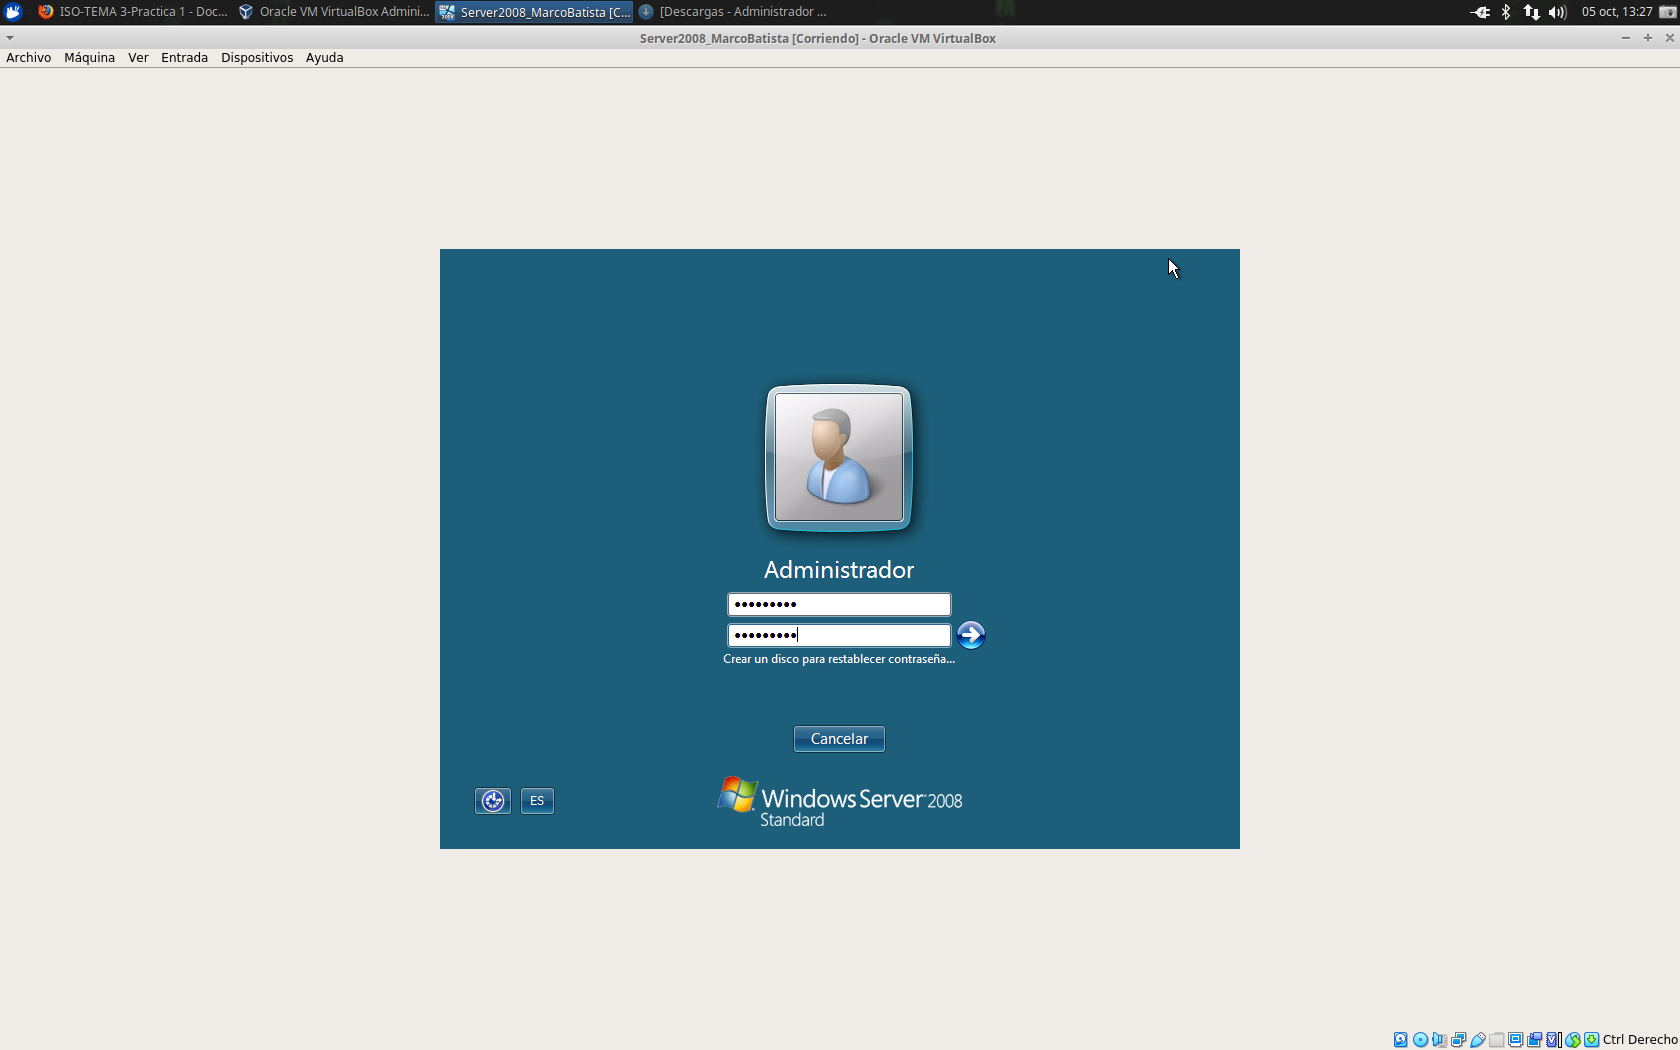 ISO-TEMA 3-Practica 1 - Doc... Oracle VM VirtualBox Admini... Server2008_MarcoBatista [C... [Descargas - Administrador ... 05 oct, 13:27
Server2008_MarcoBatista [Corriendo] - Oracle VM VirtualBox
Archivo Máquina Ver Entrada Dispositivos Ayuda
Administrador
•••••••••
•••••••••
Crear un disco para restablecer contraseña...
Cancelar
ES
Windows Server 2008
Standard
Ctrl Derecho